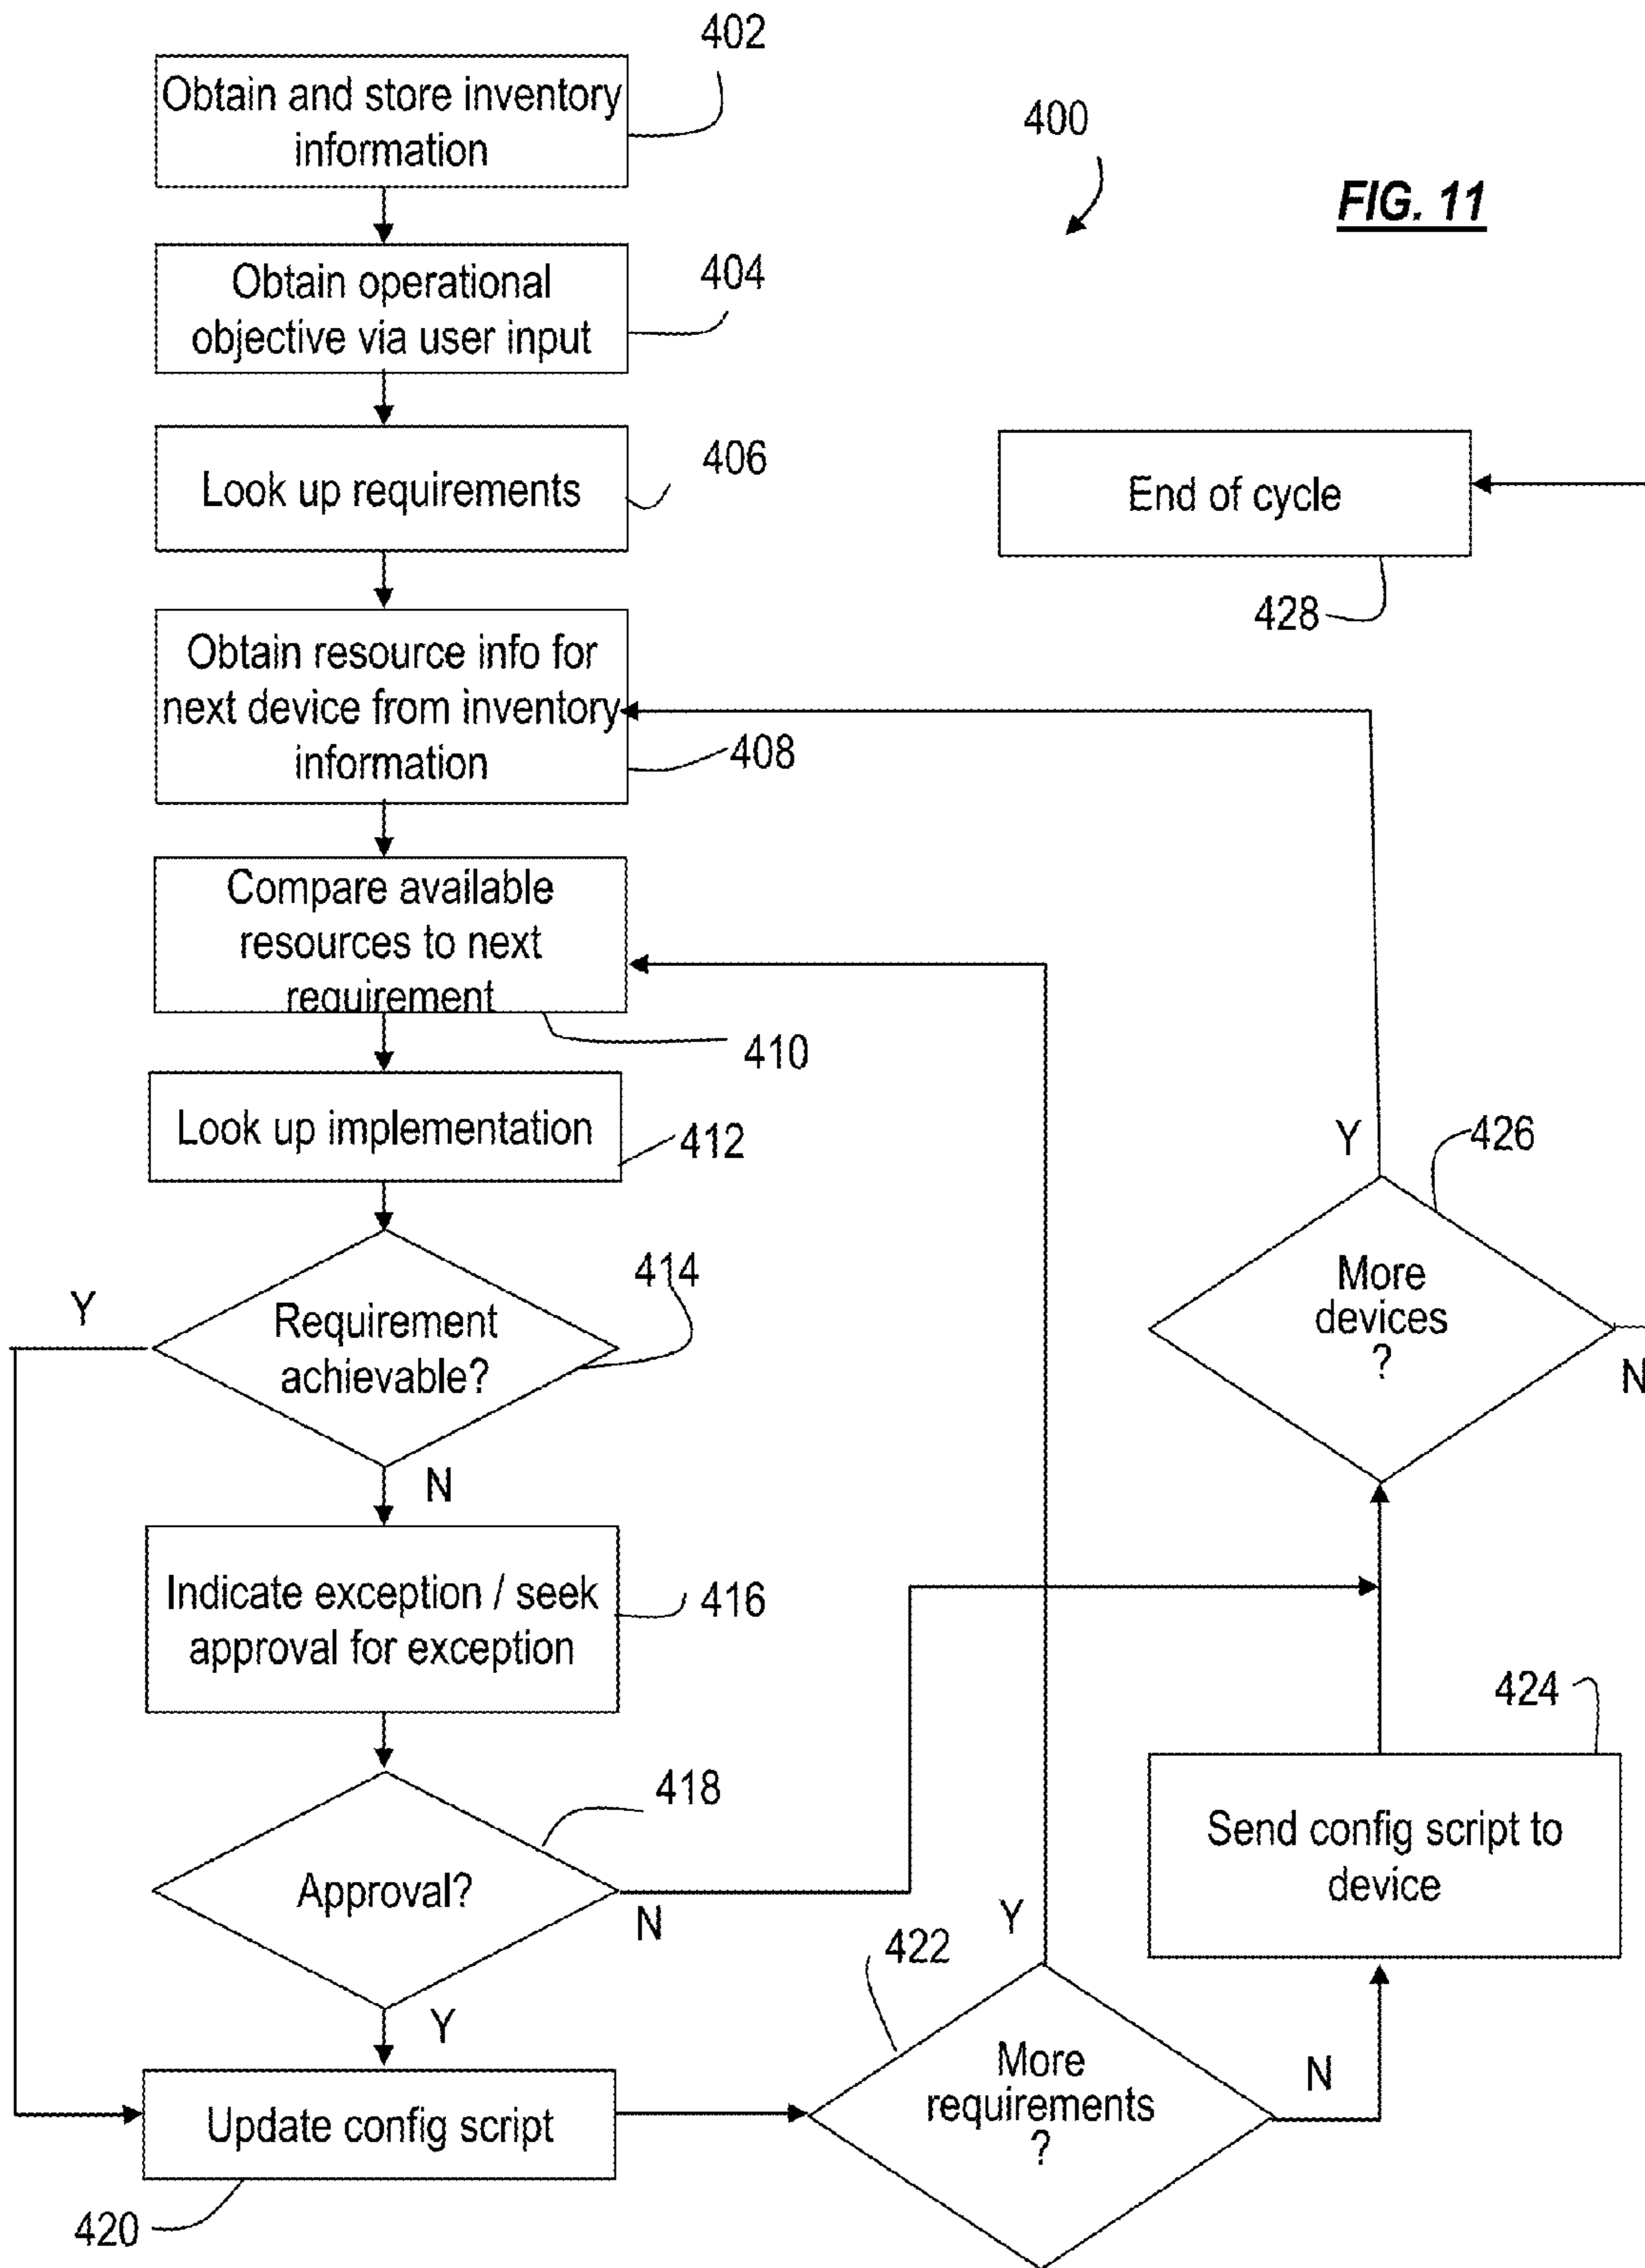 402
Obtain and store inventory
information
400
FIG. 11
Obtain operational
objective via user input
404
Look up requirements
406
End of cycle
428
Obtain resource info for
next device from inventory
information
408
Compare available
resources to next
requirement
410
Look up implementation
412
Y
426
More
devices
?
N
Y
414
Requirement
achievable?
N
Indicate exception / seek
approval for exception
416
424
Send config script to
device
418
Approval?
N
Y
Y
422
More
requirements
?
N
Update config script
420